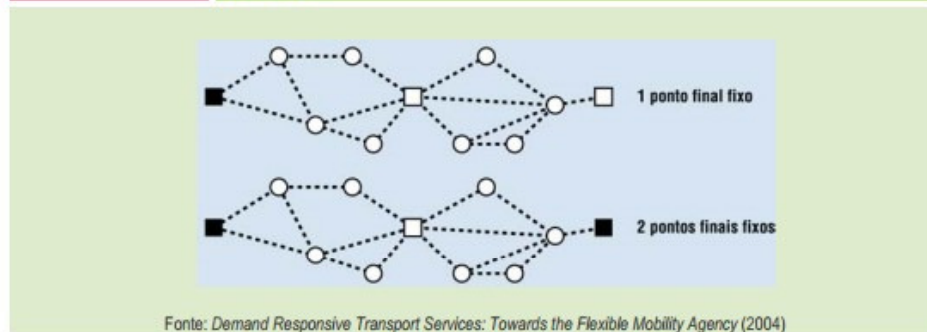 1 ponto final fixo
2 pontos finais fixos
Fonte: Demand Responsive Transport Services: Towards the Flexible Mobility Agency (2004)